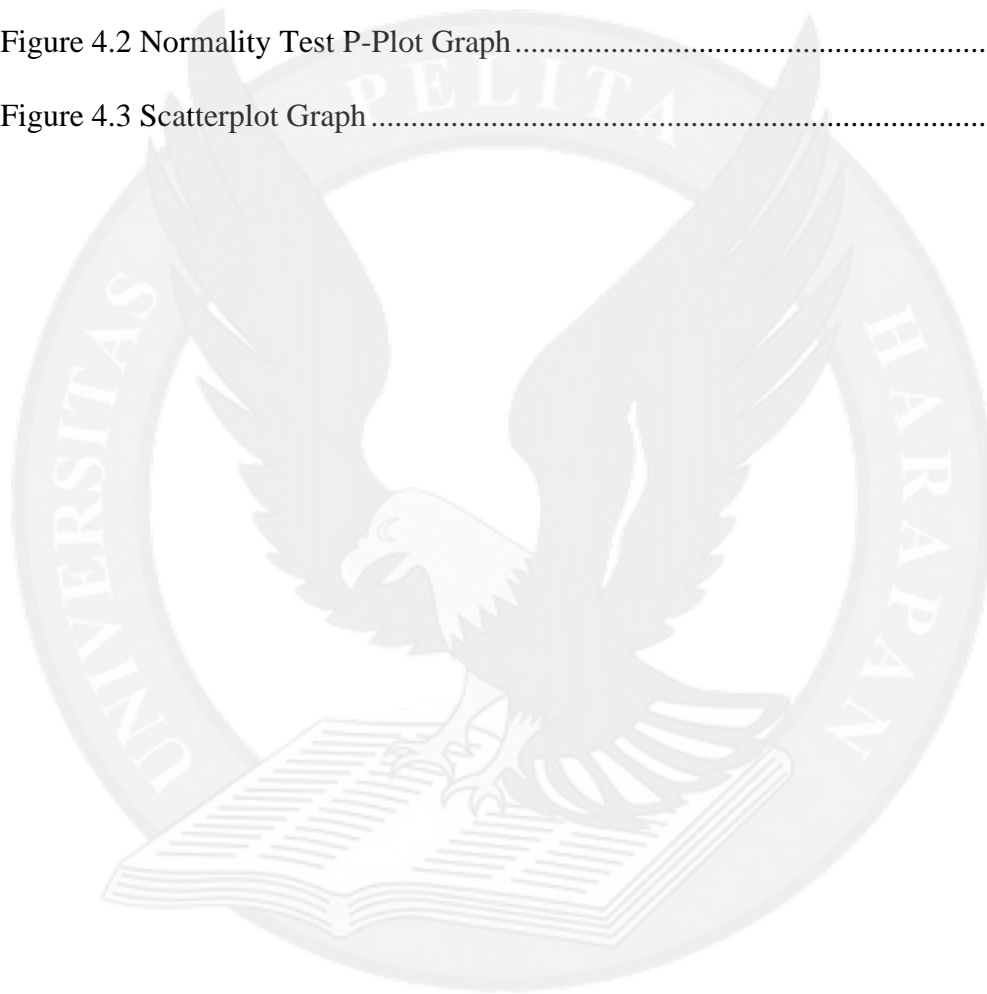 Figure 4.2 Normality Test P-Plot Graph............................................................
Figure 4.3 Scatterplot Graph..............................................................................
UNIVERSITAS PELITA HARAPAN